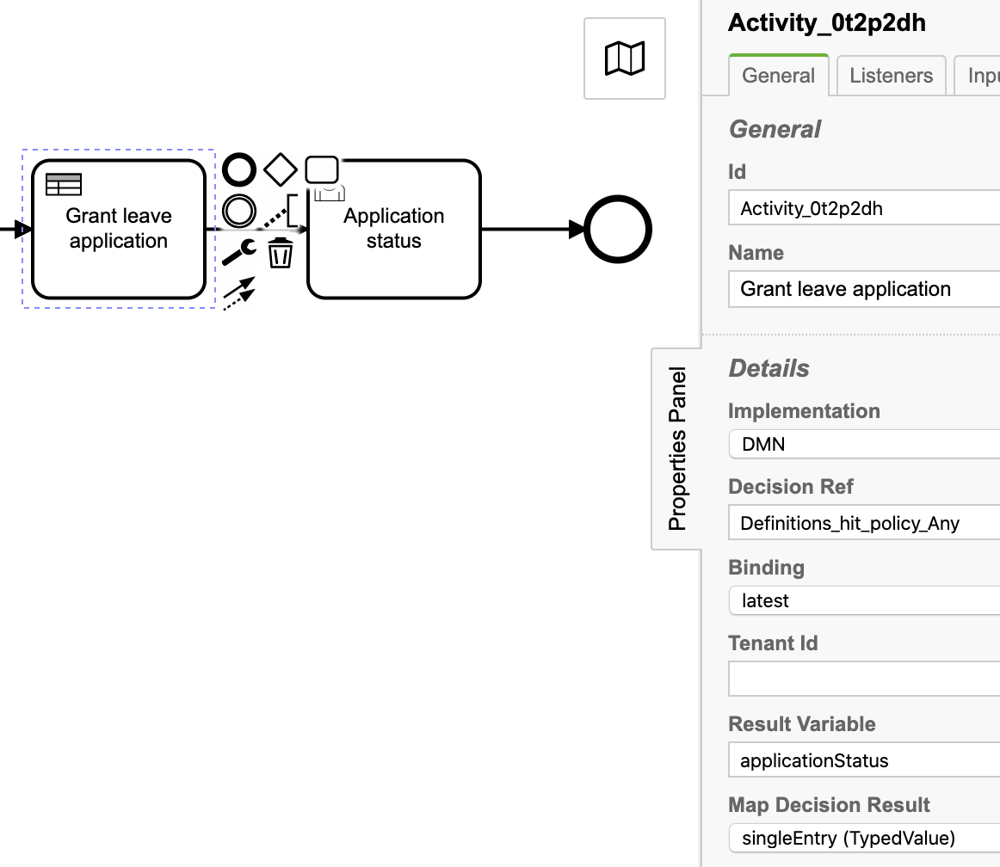 Grant leave
application
Application
status
Properties Panel
Activity_0t2p2dh
General
Listeners
Inpu
General
Id
Activity_0t2p2dh
Name
Grant leave application
Details
Implementation
DMN
Decision Ref
Definitions_hit_policy_Any
Binding
latest
Tenant Id
Result Variable
applicationStatus
Map Decision Result
singleEntry (TypedValue)